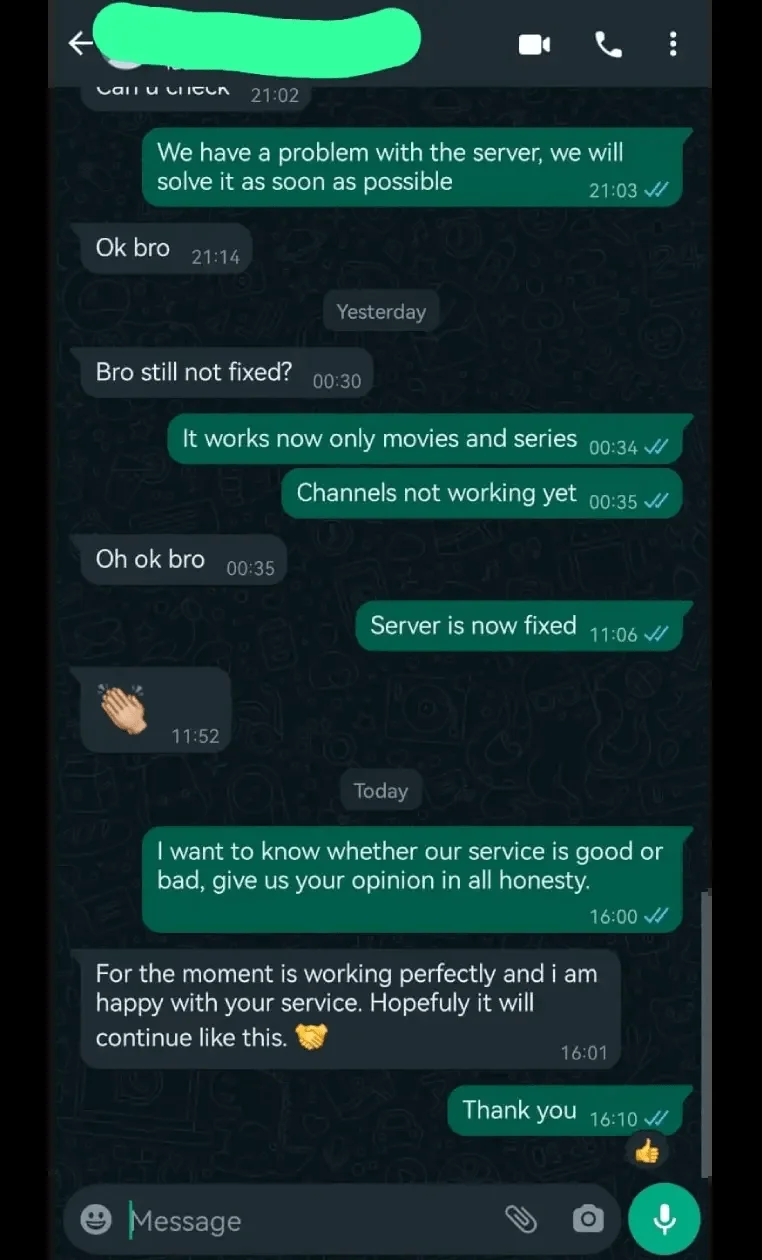 Can u check 21:02
We have a problem with the server, we will
solve it as soon as possible 21:03
Ok bro 21:14
Yesterday
Bro still not fixed? 00:30
It works now only movies and series 00:34
Channels not working yet 00:35
Oh ok bro 00:35
Server is now fixed 11:06
11:52
Today
I want to know whether our service is good or
bad, give us your opinion in all honesty.
16:00
For the moment is working perfectly and i am
happy with your service. Hopefuly it will
continue like this.
16:01
Thank you 16:10
Message